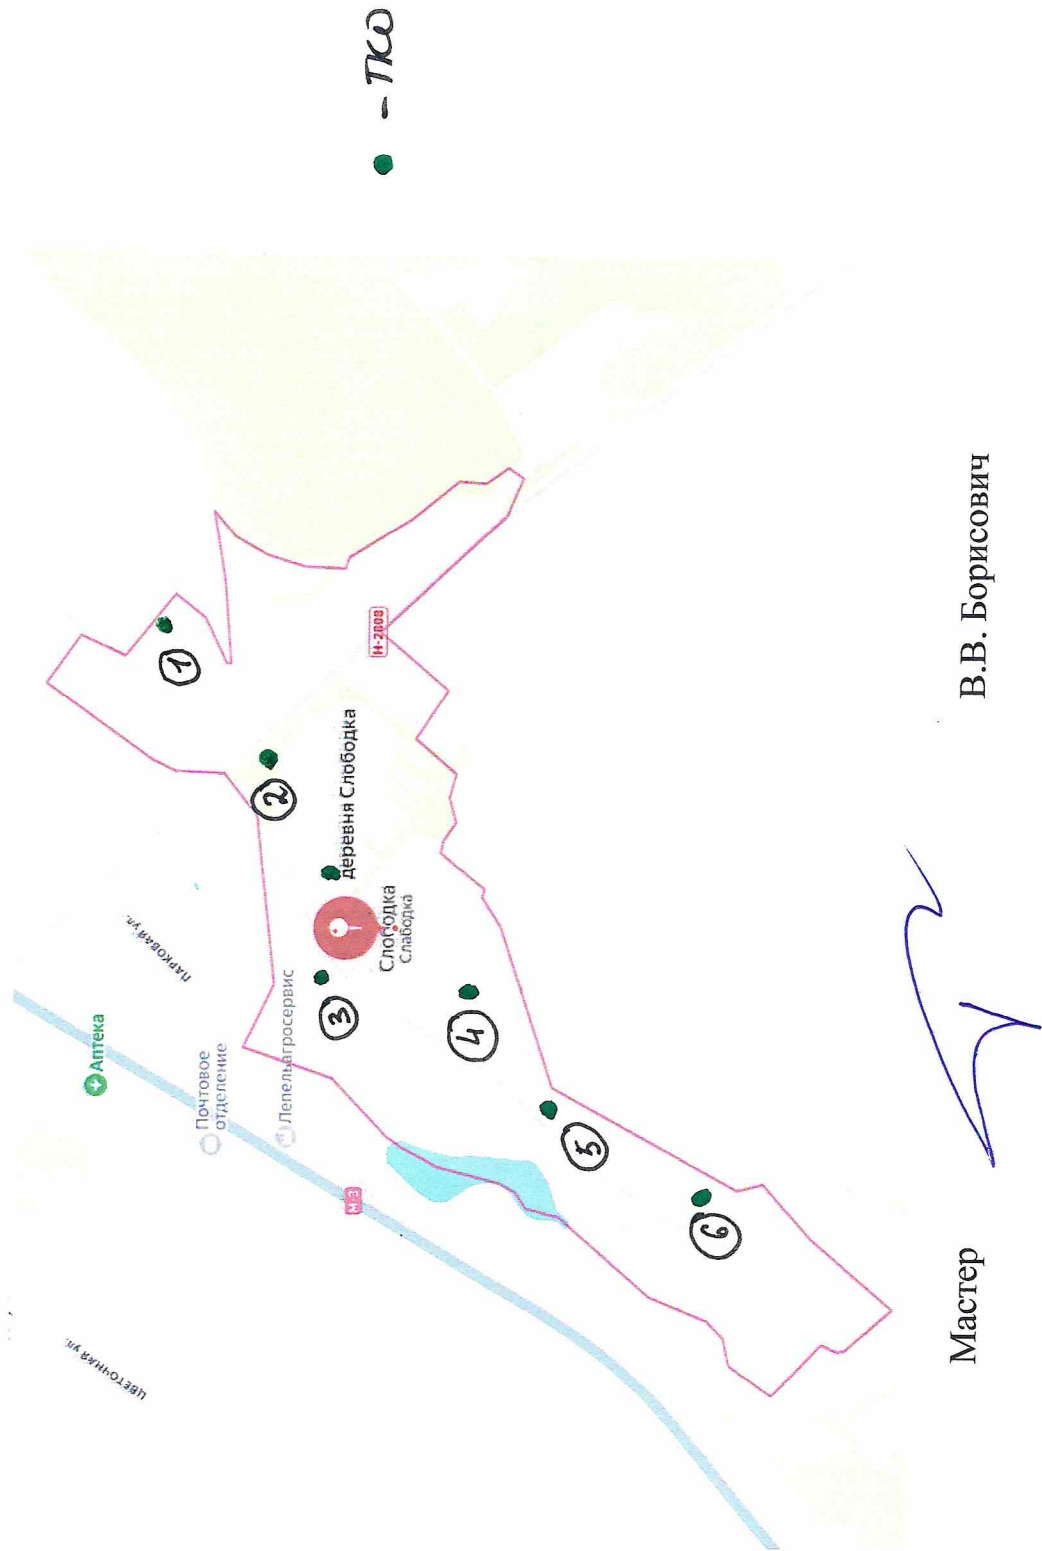 Цветочная ул.
М-3
Аптека
Почтовое
отделение
Лепельагросервис
Парковая ул.
③
Слободка
Слабодка
деревня Слободка
②
①
④
⑤
⑥
Н-2808
- ТКО
Мастер
В.В. Борисович